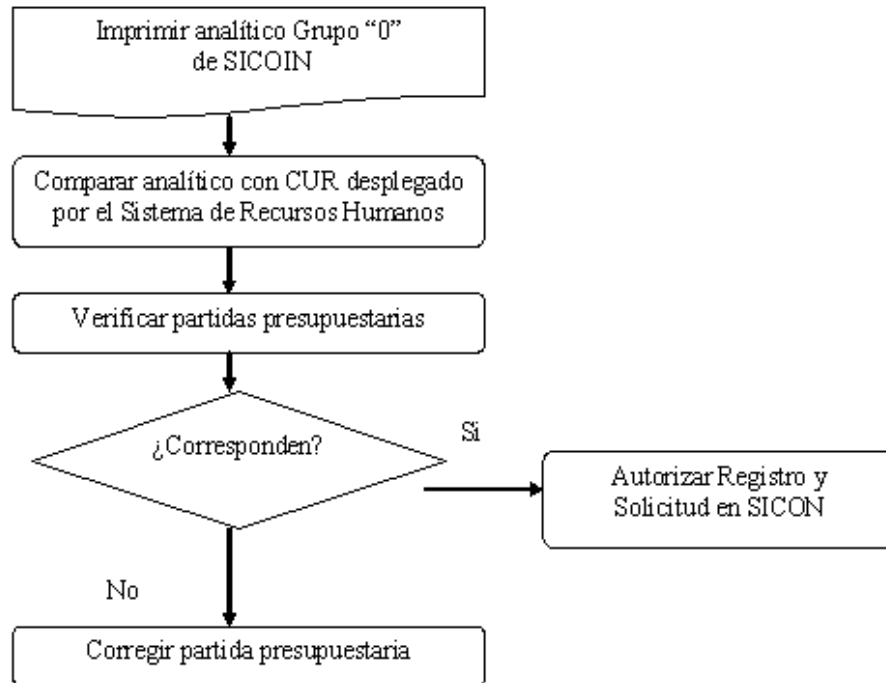 Imprimir analítico Grupo “0”
de SICOIN
Comparar analítico con CUR desplegado
por el Sistema de Recursos Humanos
Verificar partidas presupuestarias
¿Corresponden?
Si
Autorizar Registro y
Solicitud en SICON
No
Corregir partida presupuestaria